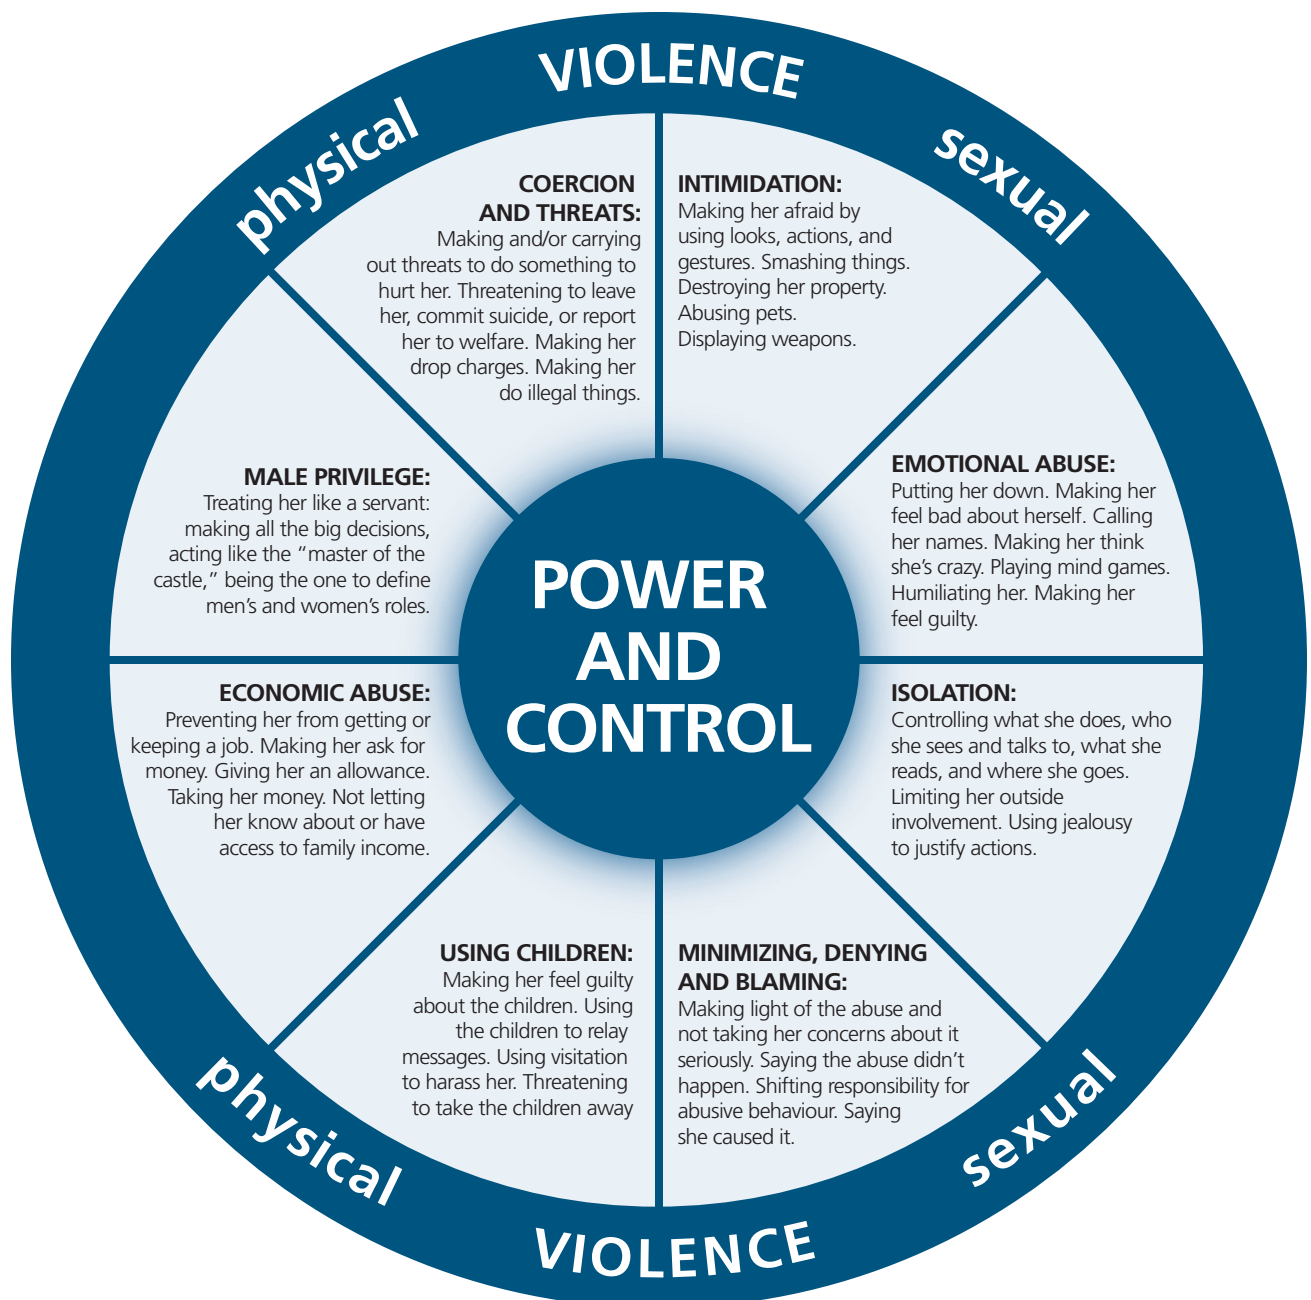 VIOLENCE
physical
sexual
COERCION
AND THREATS:
Making and/or carrying
out threats to do something to
hurt her. Threatening to leave
her, commit suicide, or report
her to welfare. Making her
drop charges. Making her
do illegal things.
INTIMIDATION:
Making her afraid by
using looks, actions, and
gestures. Smashing things.
Destroying her property.
Abusing pets.
Displaying weapons.
MALE PRIVILEGE:
Treating her like a servant:
making all the big decisions,
acting like the “master of the
castle,” being the one to define
men’s and women’s roles.
EMOTIONAL ABUSE:
Putting her down. Making her
feel bad about herself. Calling
her names. Making her think
she’s crazy. Playing mind games.
Humiliating her. Making her
feel guilty.
POWER
AND
CONTROL
ECONOMIC ABUSE:
Preventing her from getting or
keeping a job. Making her ask for
money. Giving her an allowance.
Taking her money. Not letting
her know about or have
access to family income.
ISOLATION:
Controlling what she does, who
she sees and talks to, what she
reads, and where she goes.
Limiting her outside
involvement. Using jealousy
to justify actions.
USING CHILDREN:
Making her feel guilty
about the children. Using
the children to relay
messages. Using visitation
to harass her. Threatening
to take the children away
MINIMIZING, DENYING
AND BLAMING:
Making light of the abuse and
not taking her concerns about it
seriously. Saying the abuse didn’t
happen. Shifting responsibility for
abusive behaviour. Saying
she caused it.
physical
sexual
VIOLENCE